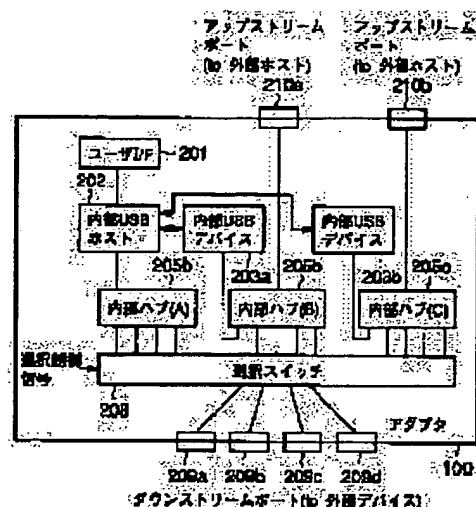 アップストリーム
ポート
(to 外部ホスト)
210a
アップストリーム
ポート
(to 外部ホスト)
210b
ユーザI/F
201
202
内部USB
ホスト
内部USB
デバイス
203a
内部USB
デバイス
203b
205b
内部ハブ(A)
205b
内部ハブ(B)
205c
内部ハブ(C)
選択制御
信号
選択スイッチ
208
アダプタ
209a
209b
209c
209d
100
ダウンストリームポート(to 外部デバイス)